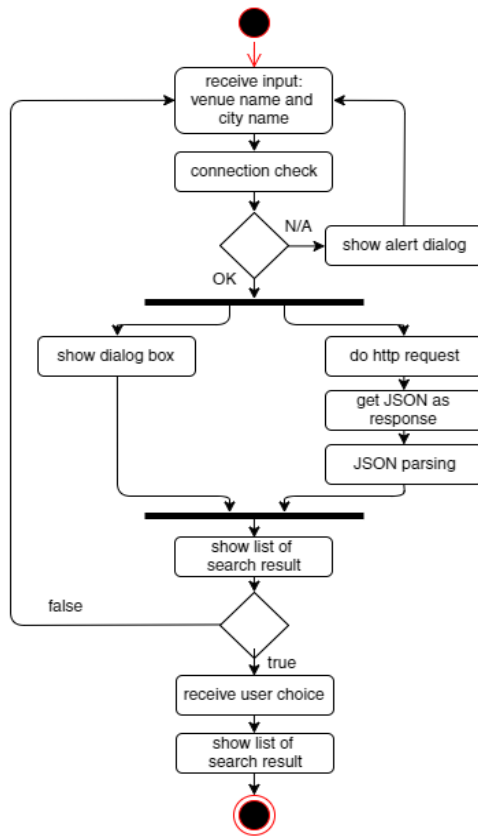 receive input:
venue name and
city name
connection check
N/A
show alert dialog
OK
show dialog box
do http request
get JSON as
response
JSON parsing
show list of
search result
false
true
receive user choice
show list of
search result